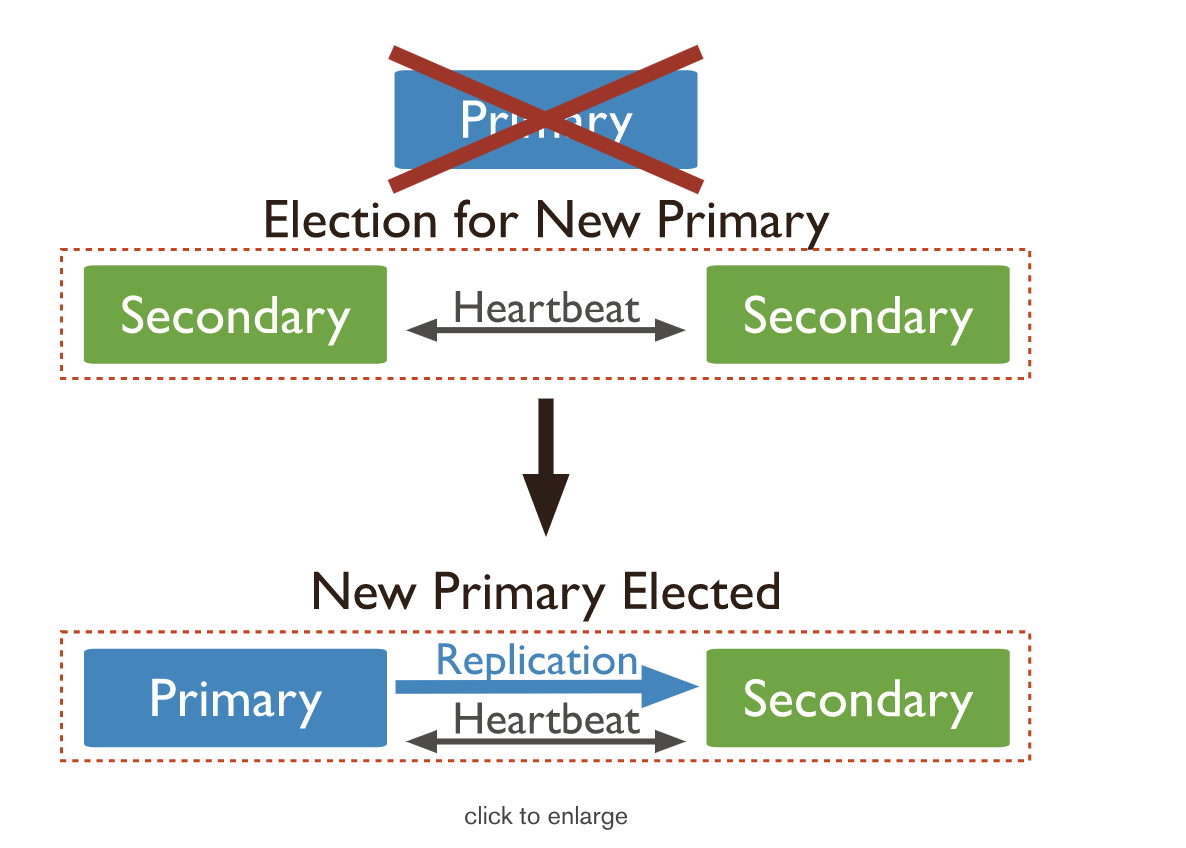 Primary
Election for New Primary
Secondary
Heartbeat
Secondary
New Primary Elected
Primary
Replication
Heartbeat
Secondary
click to enlarge